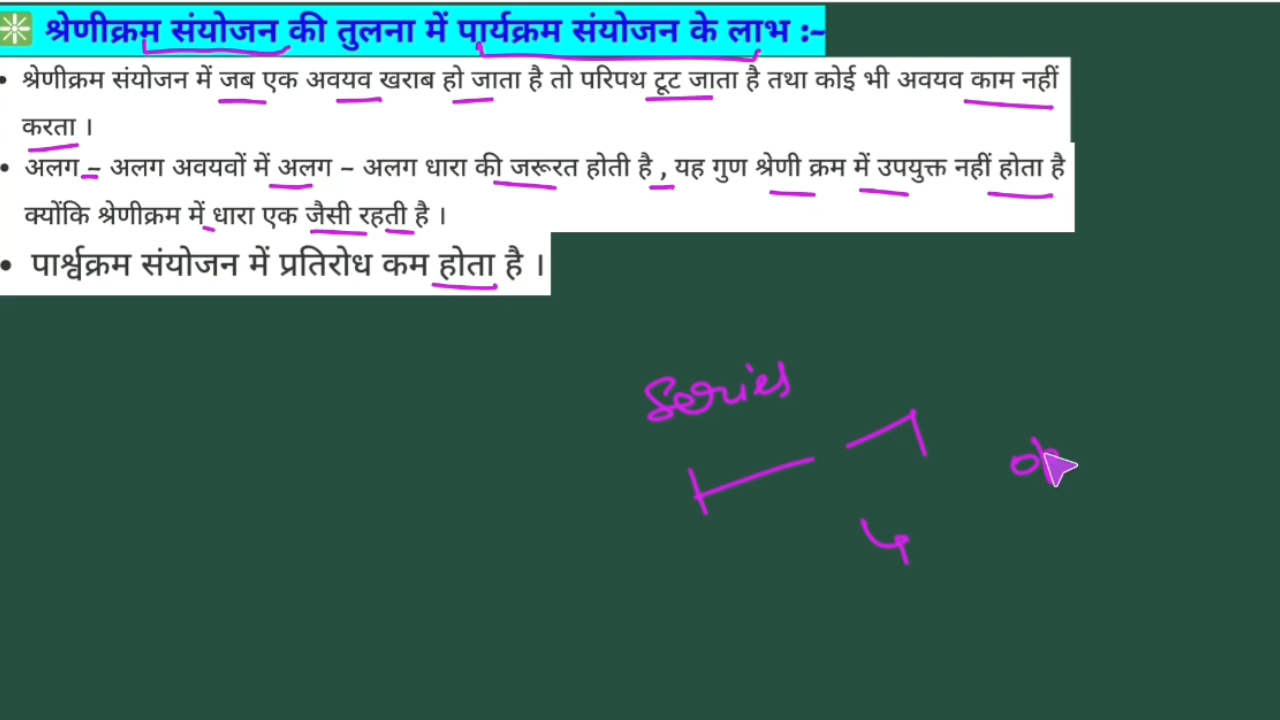 श्रेणीक्रम संयोजन की तुलना में पार्यक्रम संयोजन के लाभ :~
• श्रेणीक्रम संयोजन में जब एक अवयव खराब हो जाता है तो परिपथ टूट जाता है तथा कोई भी अवयव काम नहीं
करता ।
• अलग – अलग अवयवों में अलग – अलग धारा की जरूरत होती है , यह गुण श्रेणी क्रम में उपयुक्त नहीं होता है
क्योंकि श्रेणीक्रम में धारा एक जैसी रहती है ।
• पार्श्वक्रम संयोजन में प्रतिरोध कम होता है ।
Series